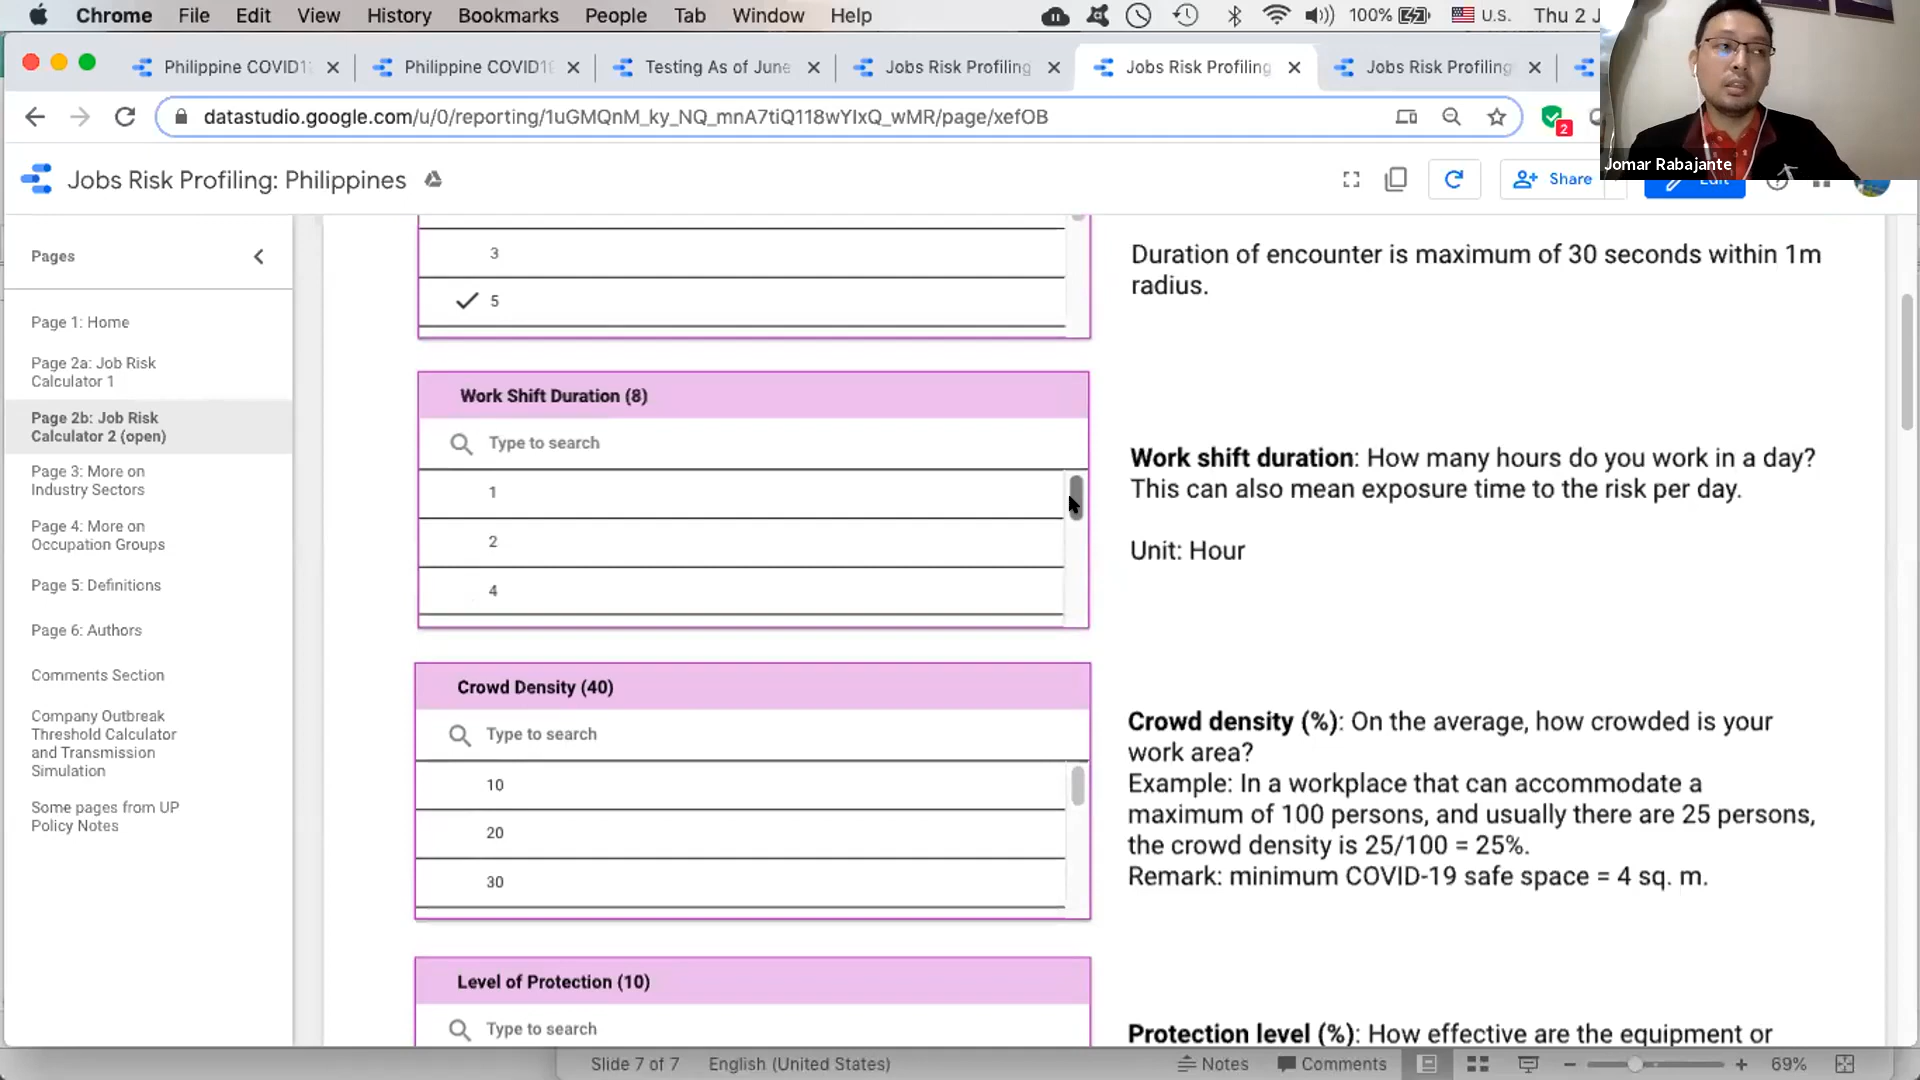 Chrome File Edit View History Bookmarks People Tab Window Help 100% U.S. Thu 2 J
Philippine COVID1 Philippine COVID1 Testing As of June Jobs Risk Profiling Jobs Risk Profiling Jobs Risk Profiling
datastudio.google.com/u/0/reporting/1uGMQnM_ky_NQ_mnA7tiQ118wYIxQ_wMR/page/xefOB
2
Jomar Rabajante
Jobs Risk Profiling: Philippines
Share
Edit
Pages
Page 1: Home
Page 2a: Job Risk
Calculator 1
Page 2b: Job Risk
Calculator 2 (open)
Page 3: More on
Industry Sectors
Page 4: More on
Occupation Groups
Page 5: Definitions
Page 6: Authors
Comments Section
Company Outbreak
Threshold Calculator
and Transmission
Simulation
Some pages from UP
Policy Notes
3
5
Duration of encounter is maximum of 30 seconds within 1m
radius.
Work Shift Duration (8)
Type to search
1
2
4
Work shift duration: How many hours do you work in a day?
This can also mean exposure time to the risk per day.
Unit: Hour
Crowd Density (40)
Type to search
10
20
30
Crowd density (%): On the average, how crowded is your
work area?
Example: In a workplace that can accommodate a
maximum of 100 persons, and usually there are 25 persons,
the crowd density is 25/100 = 25%.
Remark: minimum COVID-19 safe space = 4 sq. m.
Level of Protection (10)
Type to search
Protection level (%): How effective are the equipment or
Slide 7 of 7 English (United States) Notes Comments 69%